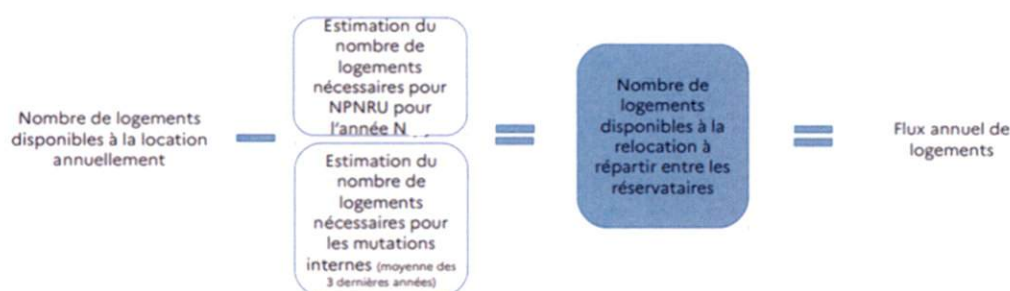 Nombre de logements
disponibles à la location
annuellement
Estimation du
nombre de
logements
nécessaires pour
NPNRU pour
l'année N
Estimation du
nombre de
logements
nécessaires pour
les mutations
internes (moyenne des
3 dernières années)
Nombre de
logements
disponibles à la
relocation à
répartir entre les
réservataires
Flux annuel de
logements